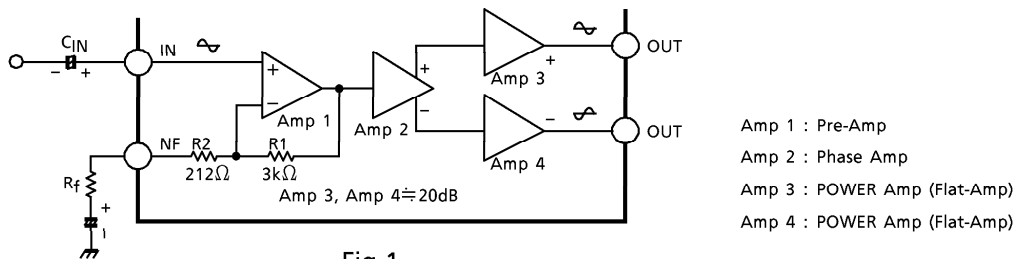 CIN
IN
NF
R2
212Ω
R1
3kΩ
Rf
Amp 1
Amp 2
Amp 3
Amp 4
OUT
OUT
Amp 3, Amp 4≒20dB
Amp 1 : Pre-Amp
Amp 2 : Phase Amp
Amp 3 : POWER Amp (Flat-Amp)
Amp 4 : POWER Amp (Flat-Amp)